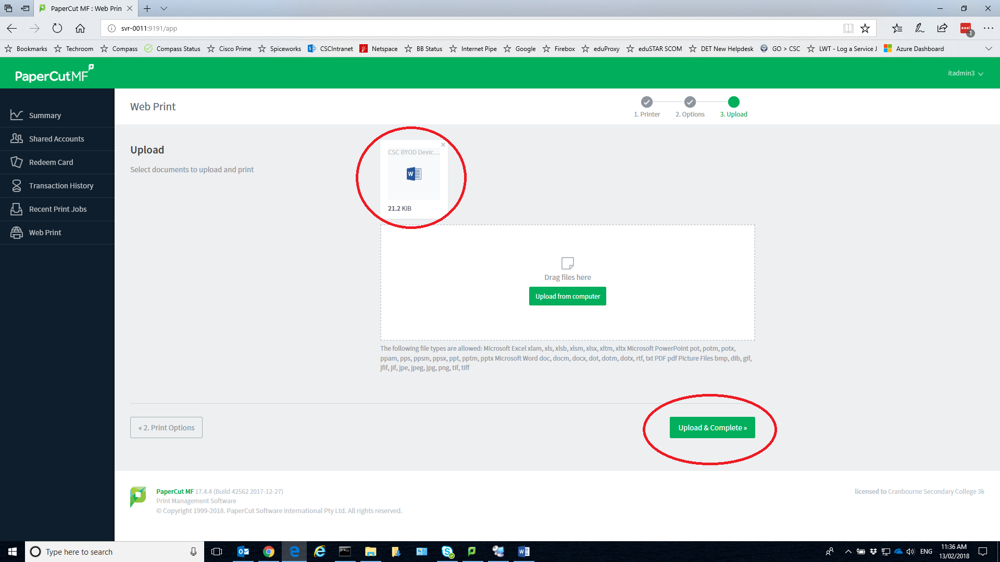 PaperCut MF : Web Prin
svr-0011:9191/app
1
Bookmarks Techroom Compass Compass Status Cisco Prime Spiceworks CSCIntranet Netspace BB Status Internet Pipe Google Firebox eduProxy eduSTAR SCOM DET New Helpdesk GO > CSC LWT - Log a Service J Azure Dashboard
PaperCut MF
itadmin3
Summary
Shared Accounts
Redeem Card
Transaction History
Recent Print Jobs
Web Print
Web Print
1. Printer 2. Options 3. Upload
Upload
Select documents to upload and print
CSC BYOD Devic...
W
21.2 KiB
Drag files here
Upload from computer
The following file types are allowed: Microsoft Excel xlam, xls, xlsb, xlsm, xlsx, xltm, xltx Microsoft PowerPoint pot, potm, potx,
ppam, pps, ppsm, ppsx, ppt, pptm, pptx Microsoft Word doc, docm, docx, dot, dotm, dotx, rtf, txt PDF pdf Picture Files bmp, dib, gif,
jfif, jif, jpe, jpeg, jpg, png, tif, tiff
« 2. Print Options
Upload & Complete »
PaperCut MF 17.4.4 (Build 42562 2017-12-27)
Print Management Software
© Copyright 1999-2018. PaperCut Software International Pty Ltd. All rights reserved.
licensed to Cranbourne Secondary College 3k
Type here to search
ENG
11:36 AM
13/02/2018